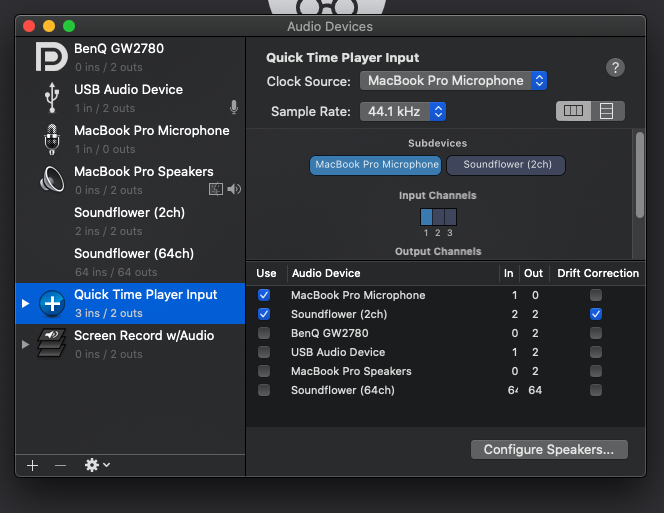 Audio Devices
BenQ GW2780
0 ins / 2 outs
USB Audio Device
1 in / 2 outs
MacBook Pro Microphone
1 in / 0 outs
MacBook Pro Speakers
0 ins / 2 outs
Soundflower (2ch)
2 ins / 2 outs
Soundflower (64ch)
64 ins / 64 outs
Quick Time Player Input
3 ins / 2 outs
Screen Record w/Audio
0 ins / 2 outs
Quick Time Player Input
?
Clock Source: MacBook Pro Microphone
Sample Rate: 44.1 kHz
Subdevices
MacBook Pro Microphone Soundflower (2ch)
Input Channels
1 2 3
Output Channels
Use Audio Device In Out Drift Correction
MacBook Pro Microphone 1 0
Soundflower (2ch) 2 2
BenQ GW2780 0 2
USB Audio Device 1 2
MacBook Pro Speakers 0 2
Soundflower (64ch) 64 64
Configure Speakers...